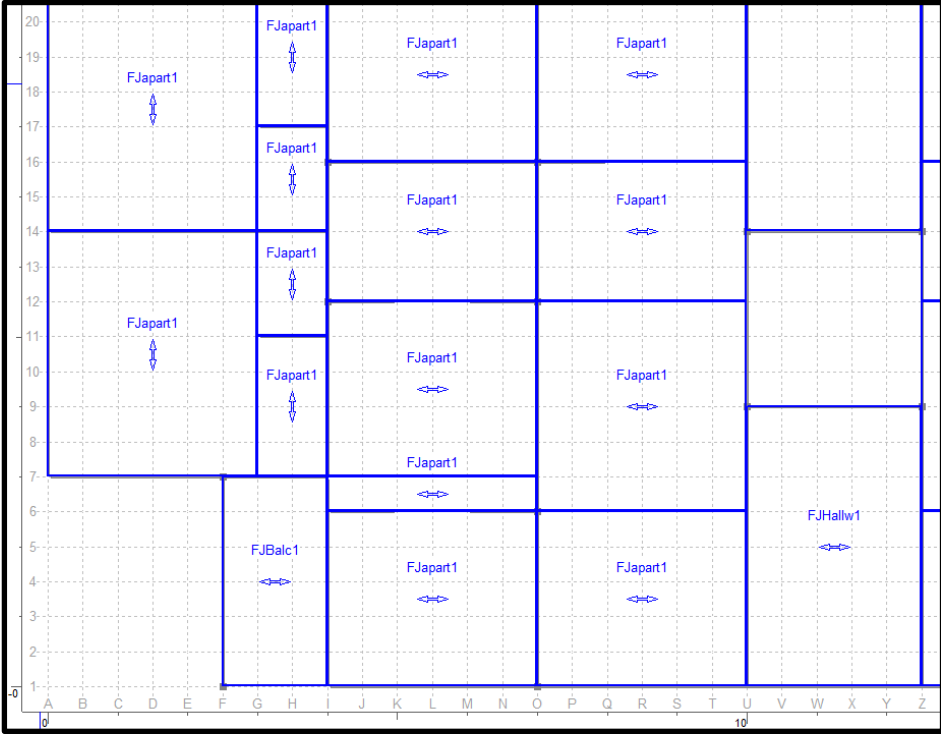 20
FJapart1
19
FJapart1
FJapart1
FJapart1
18
17
FJapart1
16
15
FJapart1
FJapart1
14
FJapart1
13
12
FJapart1
11
FJapart1
FJapart1
10
FJapart1
9
8
FJapart1
7
6
FJHallw1
5
FJBalc1
FJapart1
FJapart1
4
3
2
-0
1
A B C D E F G H I J K L M N O P Q R S T U V W X Y Z
0 10